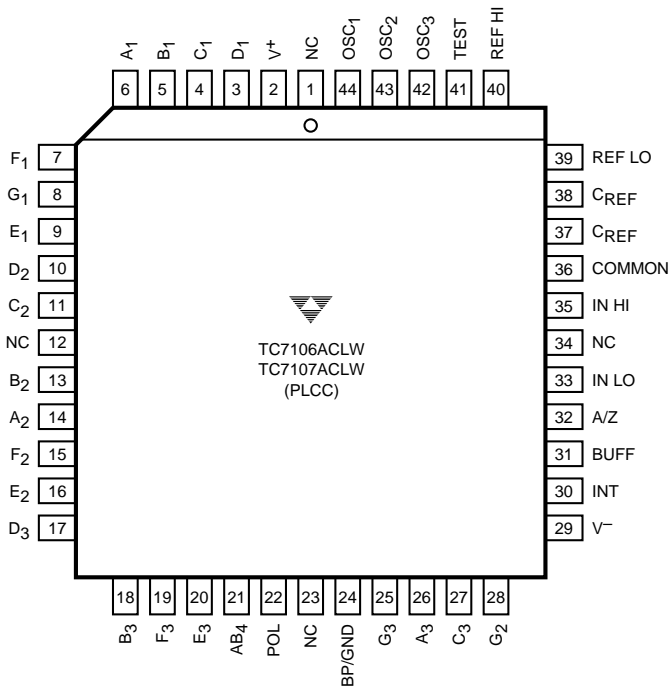 A1 B1 C1 D1 V+ NC OSC1 OSC2 OSC3 TEST REF HI
6 5 4 3 2 1 44 43 42 41 40
F1 7
G1 8
E1 9
D2 10
C2 11
NC 12
B2 13
A2 14
F2 15
E2 16
D3 17
TC7106ACLW
TC7107ACLW
(PLCC)
39 REF LO
38 CREF
37 CREF
36 COMMON
35 IN HI
34 NC
33 IN LO
32 A/Z
31 BUFF
30 INT
29 V–
18 19 20 21 22 23 24 25 26 27 28
B3 F3 E3 AB4 POL NC BP/GND G3 A3 C3 G2